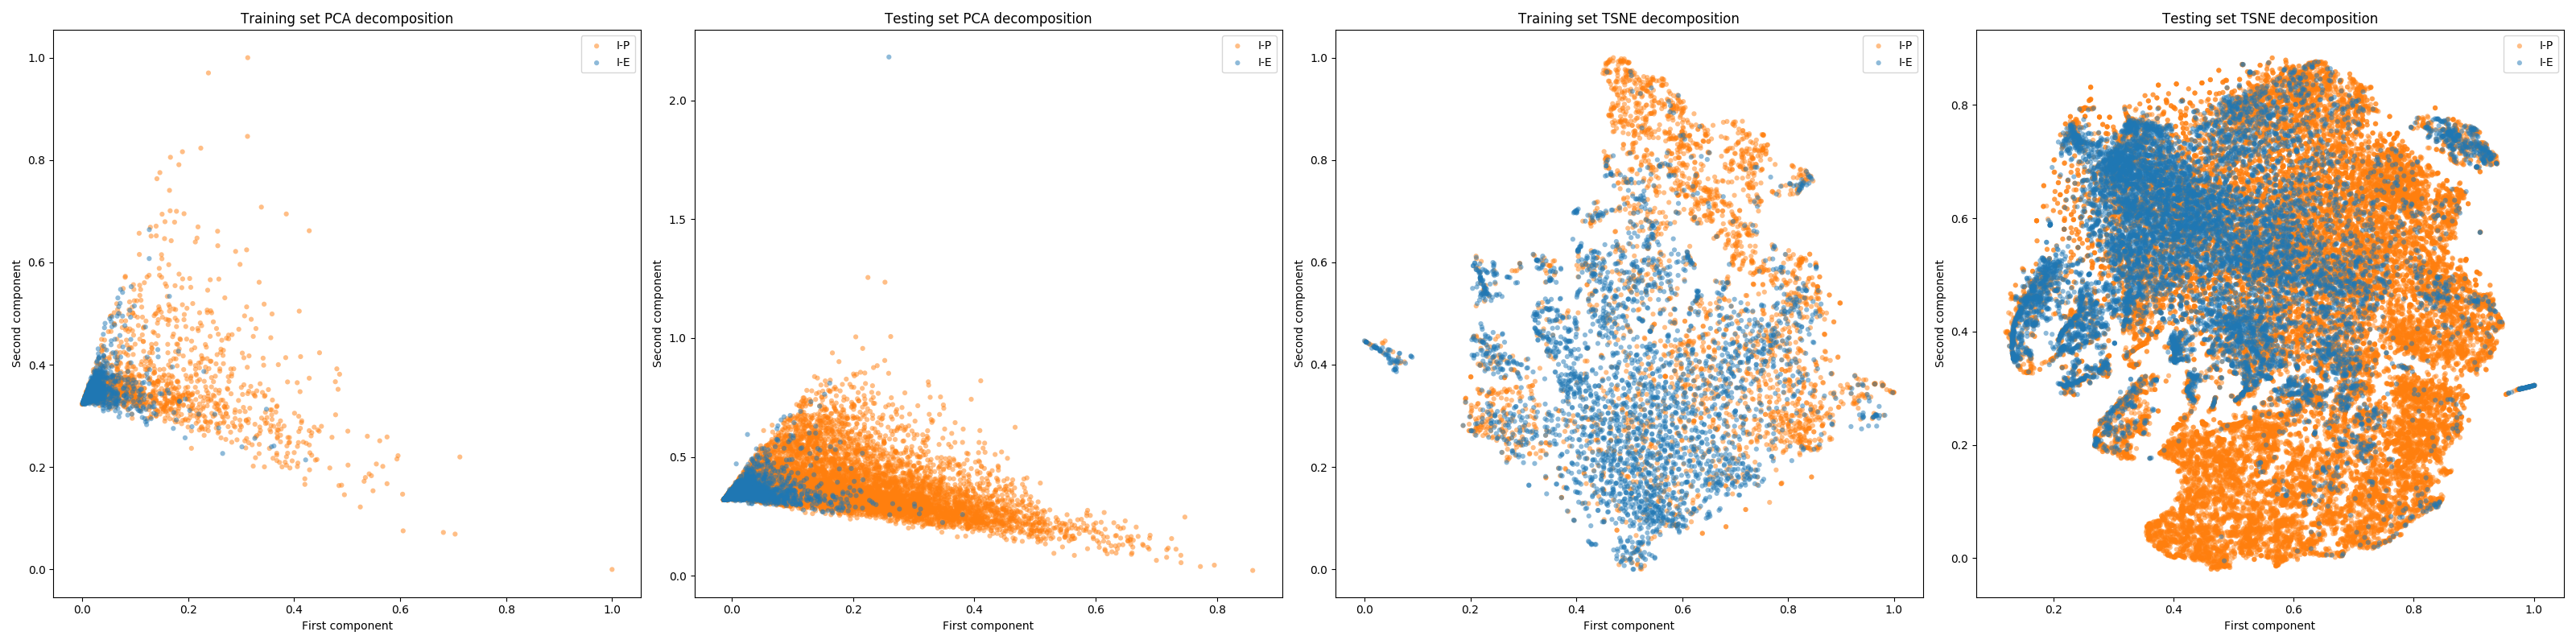 Training set PCA decomposition
I-P
I-E
1.0
0.8
0.6
0.4
0.2
0.0
Second component
0.0 0.2 0.4 0.6 0.8 1.0
First component
Testing set PCA decomposition
I-P
I-E
2.0
1.5
1.0
0.5
0.0
Second component
0.0 0.2 0.4 0.6 0.8
First component
Training set TSNE decomposition
I-P
I-E
1.0
0.8
0.6
0.4
0.2
0.0
Second component
0.0 0.2 0.4 0.6 0.8 1.0
First component
Testing set TSNE decomposition
I-P
I-E
0.8
0.6
0.4
0.2
0.0
Second component
0.2 0.4 0.6 0.8 1.0
First component